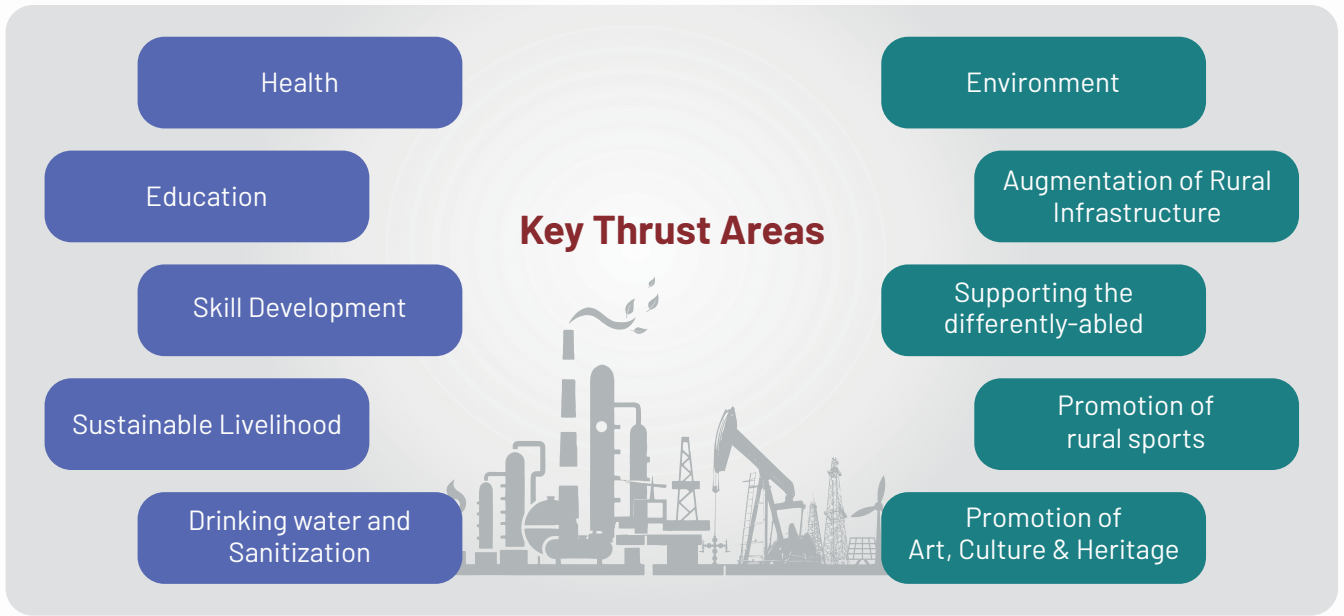 Health
Education
Skill Development
Sustainable Livelihood
Drinking water and
Sanitization
Key Thrust Areas
Environment
Augmentation of Rural
Infrastructure
Supporting the
differently-abled
Promotion of
rural sports
Promotion of
Art, Culture & Heritage